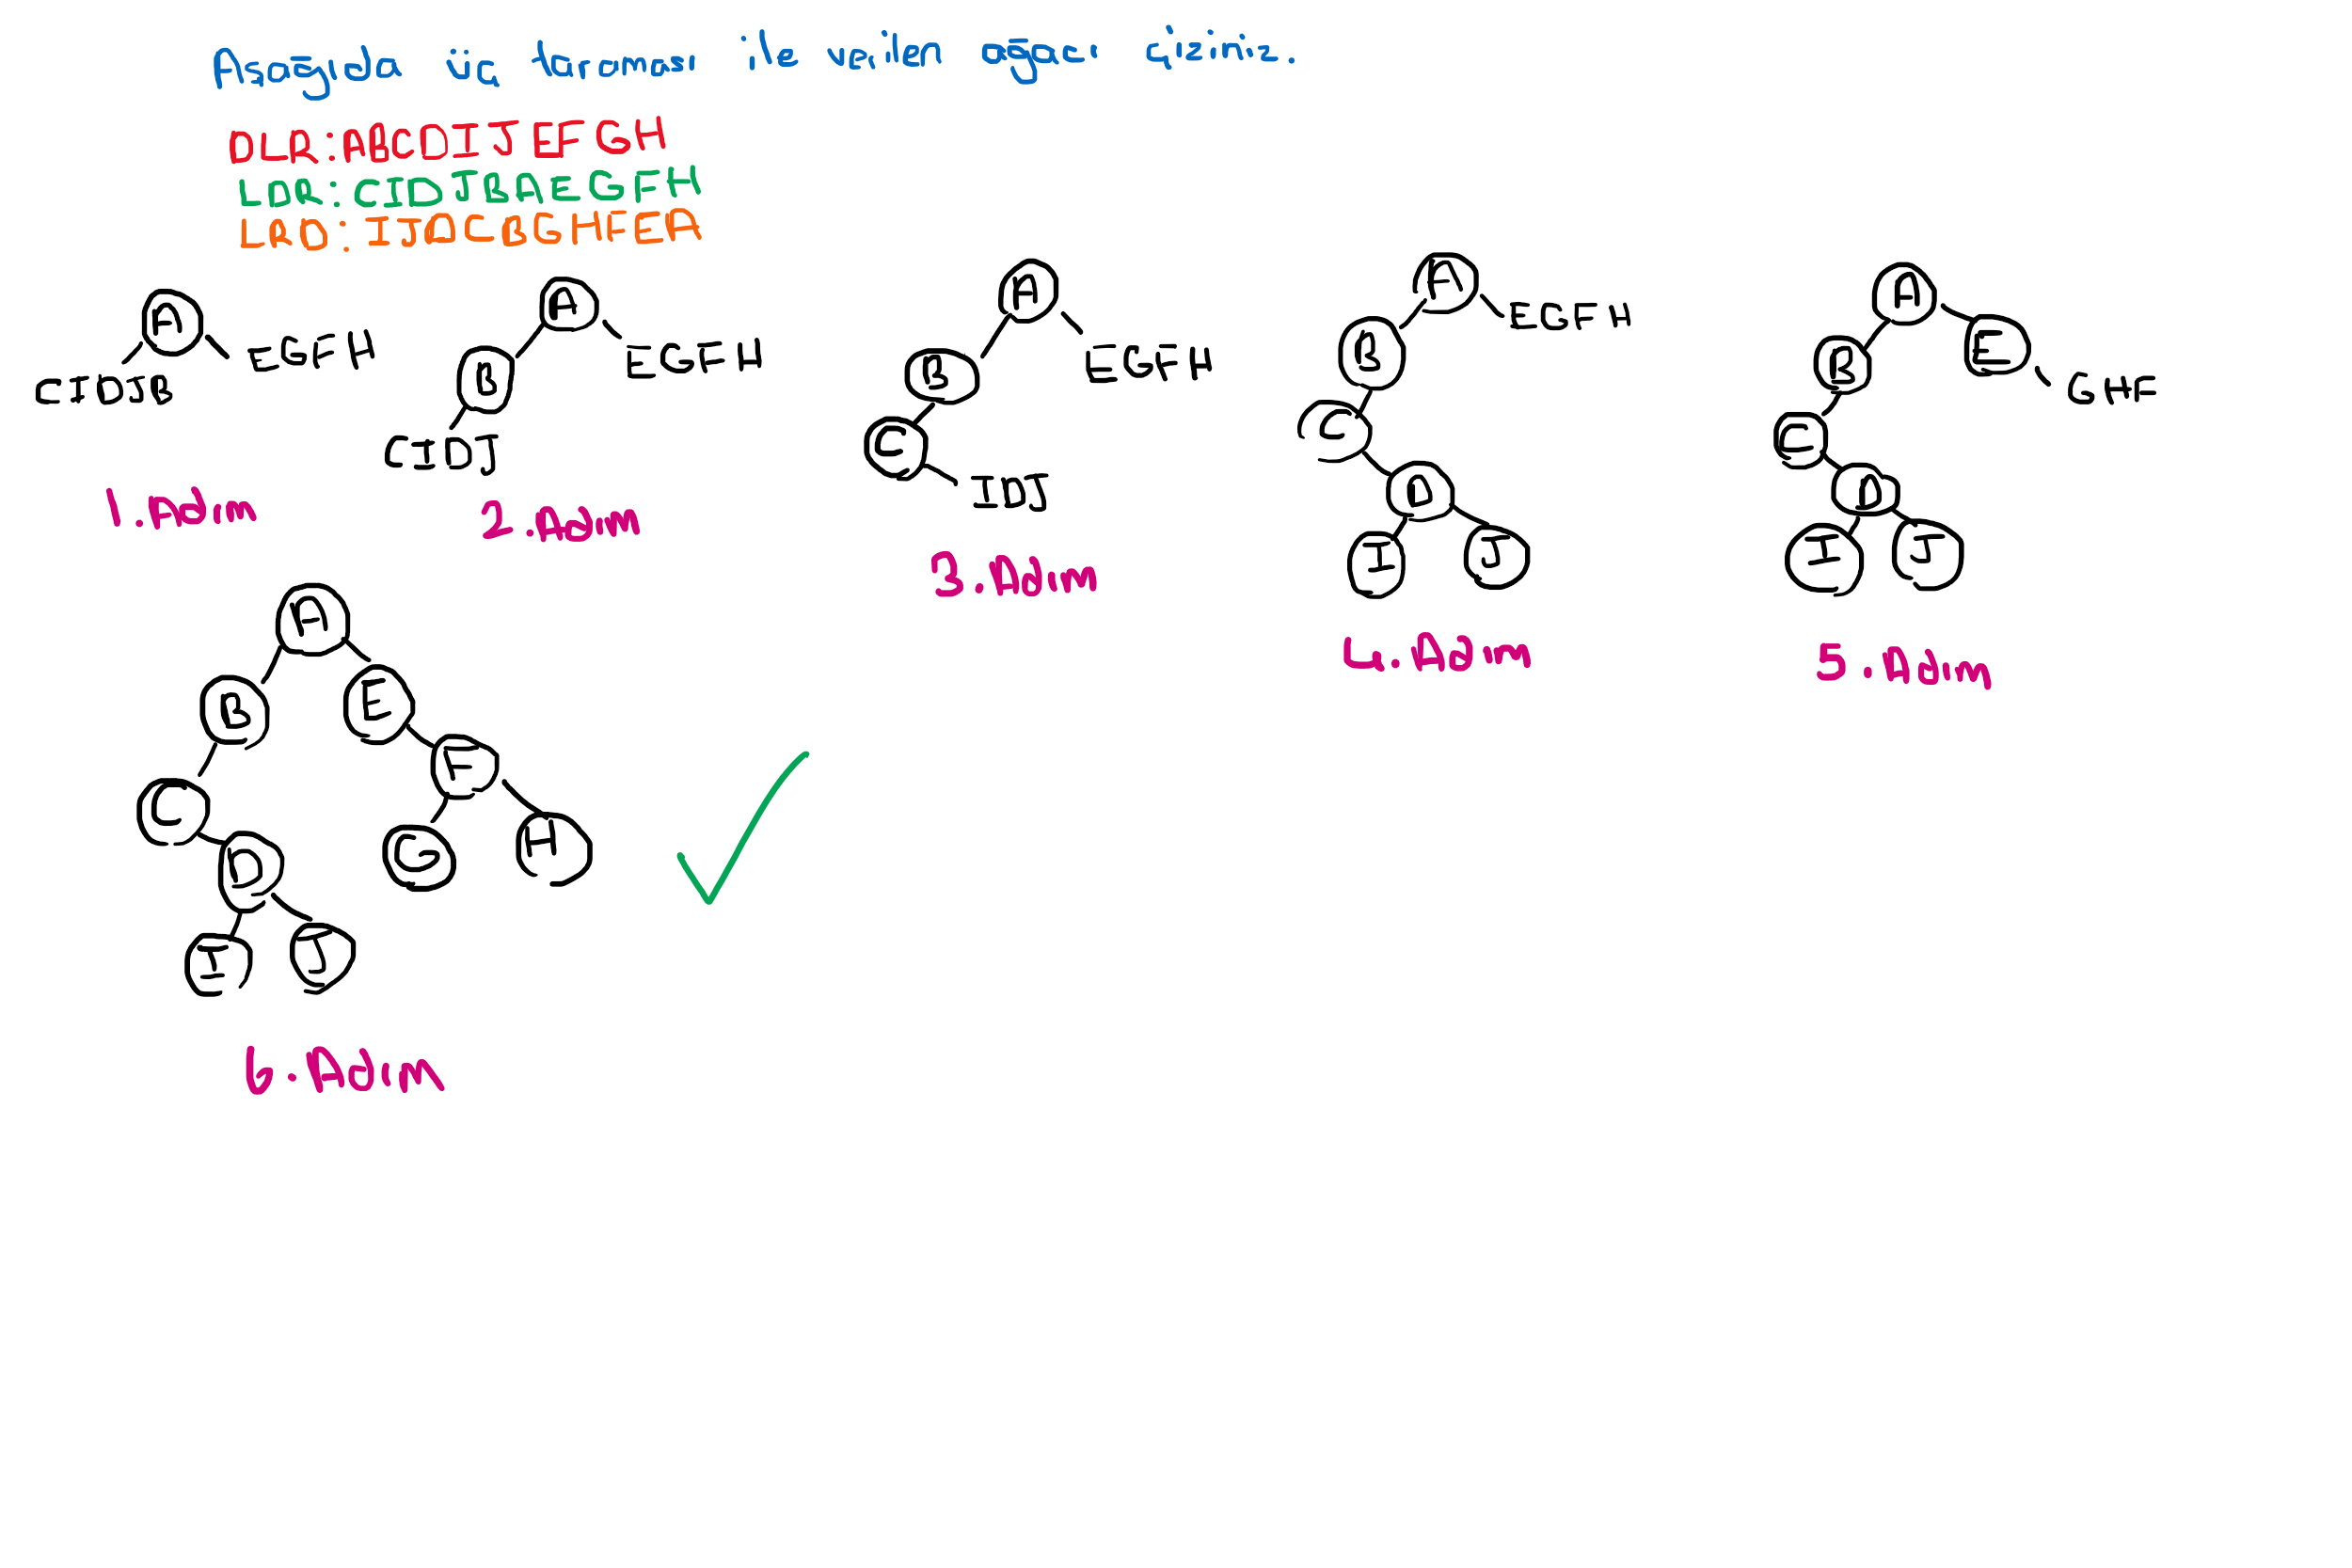 Aşağıda üç taraması ile verilen ağacı çiziniz.
DLR:ABCDIJEFGH
LDR: CIDJBAEGFH
LRD: IJDCBGHFEA
A
CIDJB
EGFH
1.Adım
A
B
EGFH
CIDJ
2.Adım
A
B
EGFH
C
IDJ
3.Adım
A
EGFH
B
C
D
I J
4.Adım
A
B E
GHF
C
D
I J
5.Adım
A
B E
F
C
G H
D
I J
6.Adım